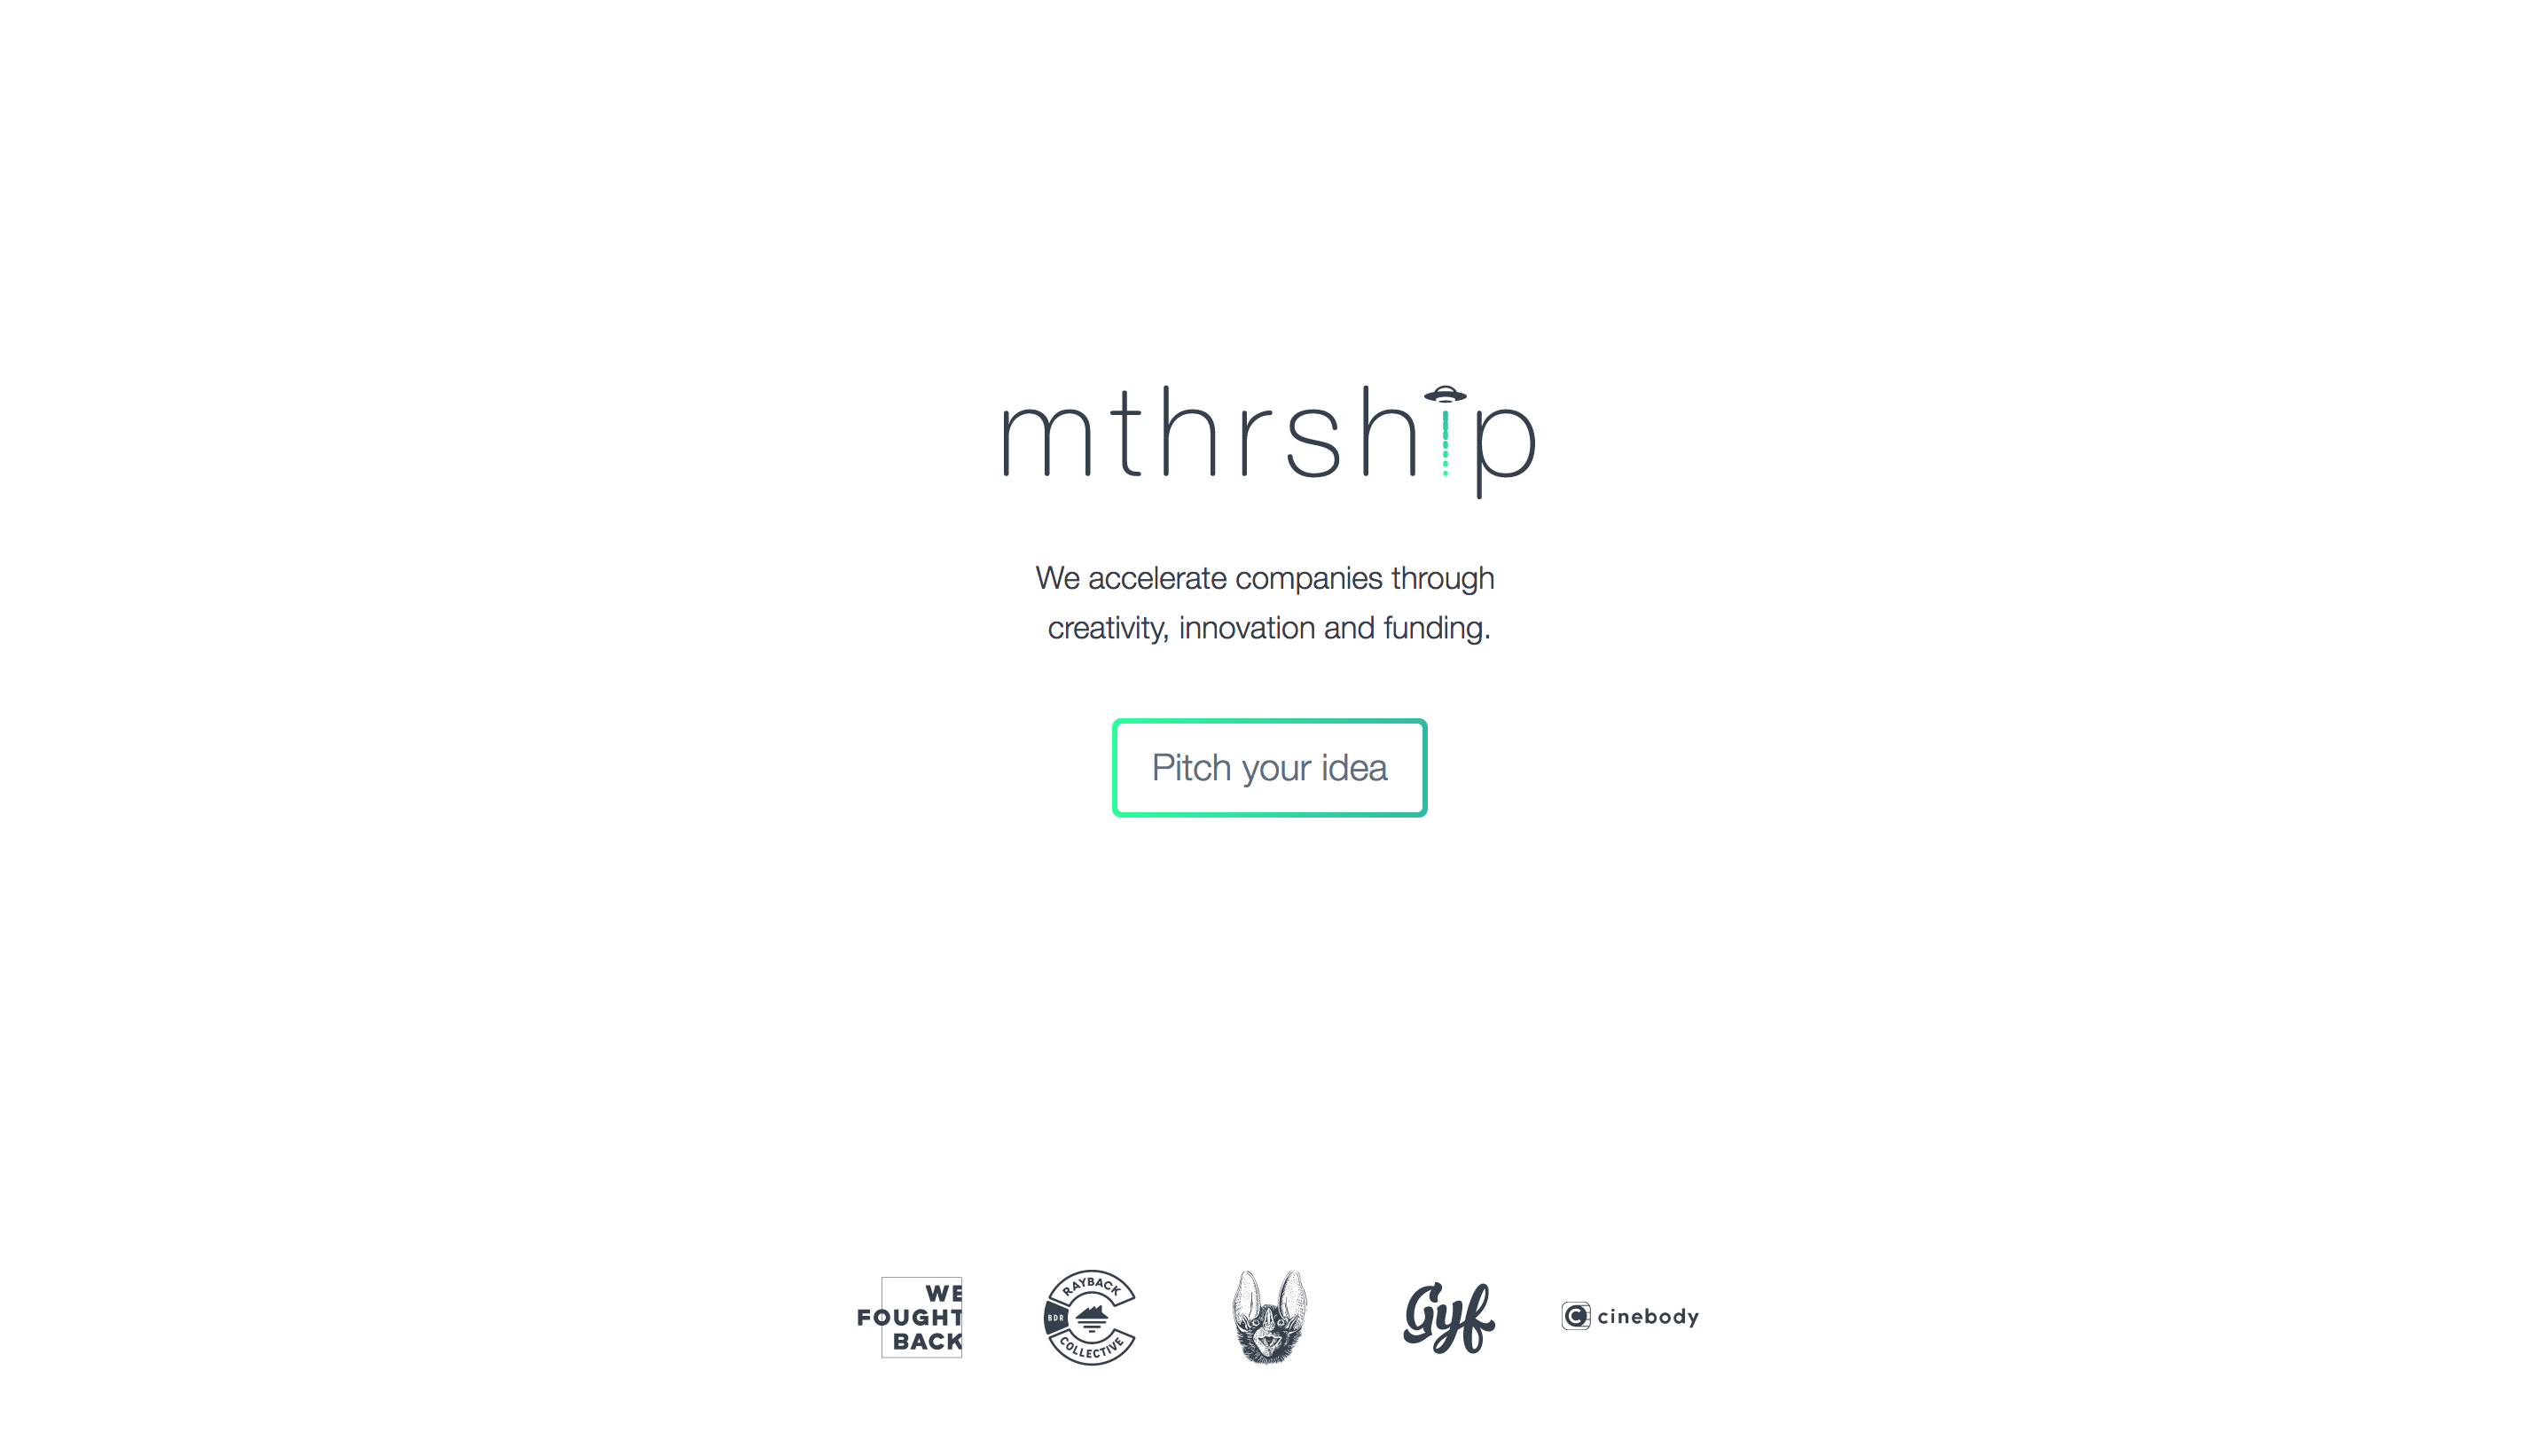 mthrship
We accelerate companies through
creativity, innovation and funding.
Pitch your idea
WE
FOUGHT
BACK
RAYBACK
BDR
COLLECTIVE
Gyf
cinebody